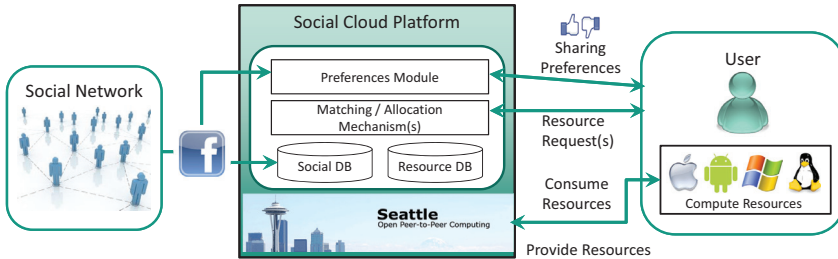 Social Cloud Platform
Social Network
f
Preferences Module
Matching / Allocation
Mechanism(s)
Social DB
Resource DB
Seattle
Open Peer-to-Peer Computing
Sharing
Preferences
Resource
Request(s)
Consume
Resources
Provide Resources
User
Compute Resources